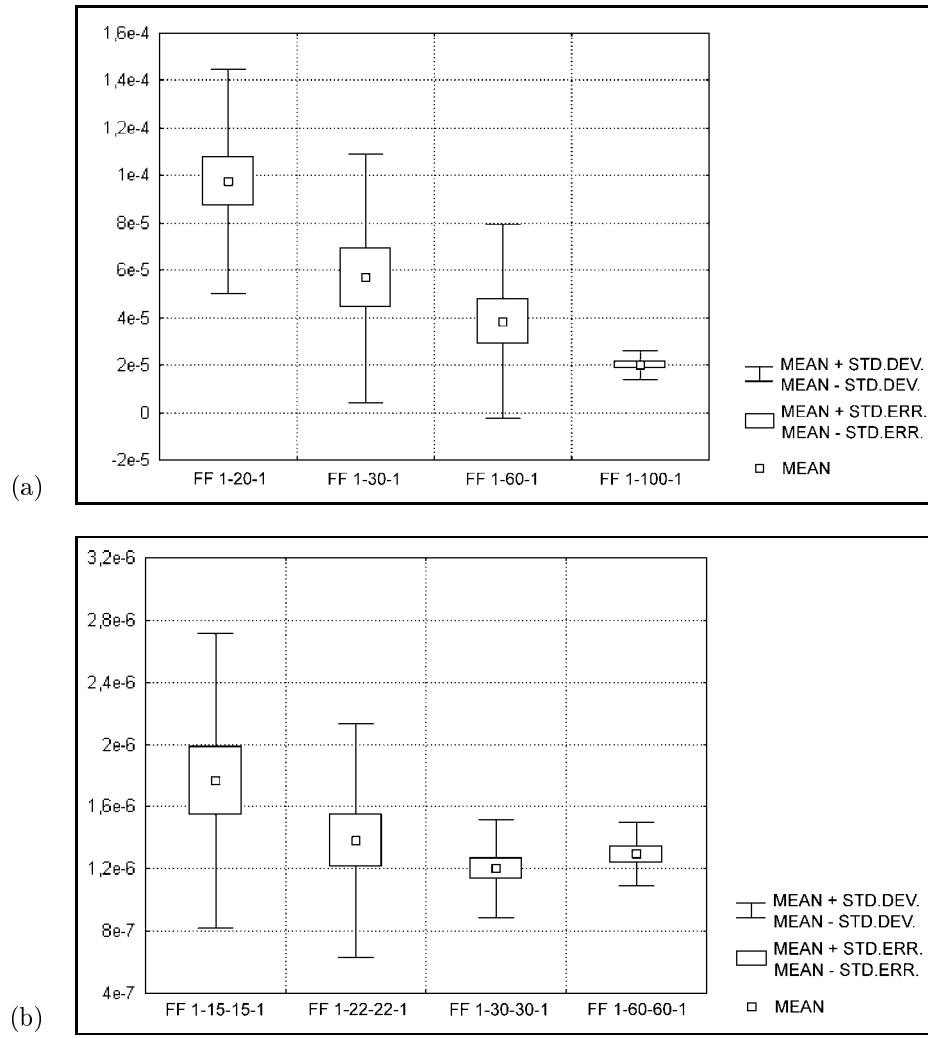 1,6e-4
1,4e-4
1,2e-4
1e-4
8e-5
6e-5
4e-5
2e-5
0
-2e-5
FF 1-20-1 FF 1-30-1 FF 1-60-1 FF 1-100-1
MEAN + STD.DEV.
MEAN - STD.DEV.
MEAN + STD.ERR.
MEAN - STD.ERR.
MEAN
(a)
3,2e-6
2,8e-6
2,4e-6
2e-6
1,6e-6
1,2e-6
8e-7
4e-7
FF 1-15-15-1 FF 1-22-22-1 FF 1-30-30-1 FF 1-60-60-1
MEAN + STD.DEV.
MEAN - STD.DEV.
MEAN + STD.ERR.
MEAN - STD.ERR.
MEAN
(b)